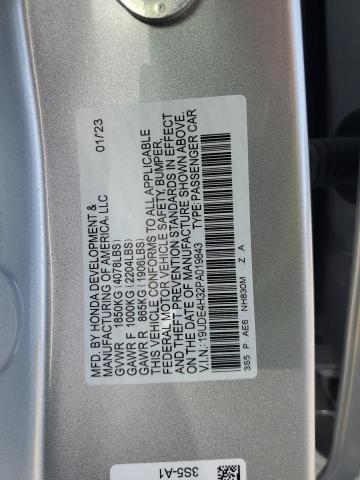 MFD. BY HONDA DEVELOPMENT &
MANUFACTURING OF AMERICA, LLC 01/23
GVWR 1850KG (4078LBS)
GAWR F 1000KG (2204LBS)
GAWR R 865KG (1906LBS)
THIS VEHICLE CONFORMS TO ALL APPLICABLE
FEDERAL MOTOR VEHICLE SAFETY, BUMPER,
AND THEFT PREVENTION STANDARDS IN EFFECT
ON THE DATE OF MANUFACTURE SHOWN ABOVE.
V.I.N.: 19UDE4H32PA019843 TYPE: PASSENGER CAR
3S5 P AE6 NH830M Z A
3S5-A1